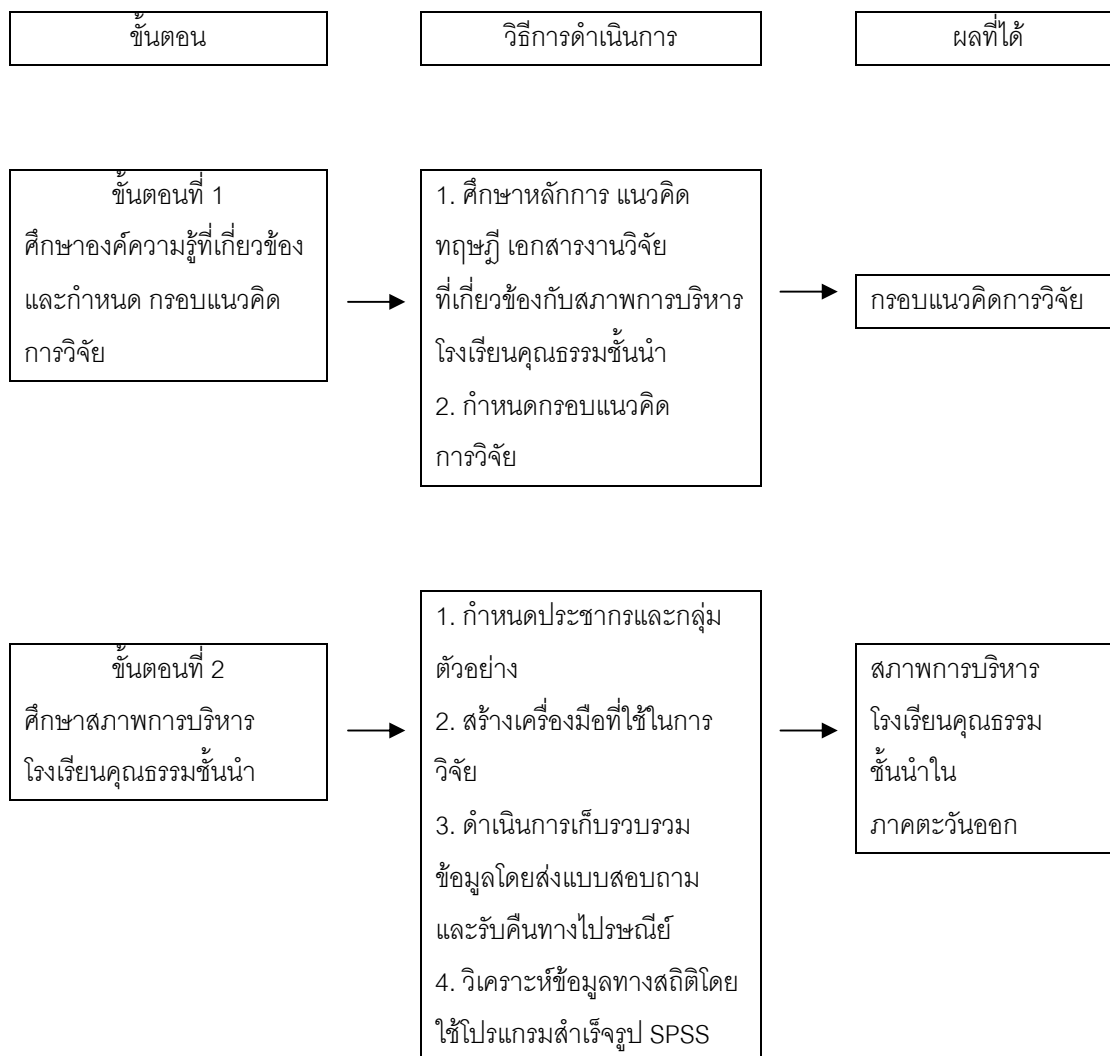 ขั้นตอน
วิธีการดำเนินการ
ผลที่ได้
ขั้นตอนที่ 1
ศึกษาองค์ความรู้ที่เกี่ยวข้อง
และกำหนด กรอบแนวคิด
การวิจัย
1. ศึกษาหลักการ แนวคิด
ทฤษฎี เอกสารงานวิจัย
ที่เกี่ยวข้องกับสภาพการบริหาร
โรงเรียนคุณธรรมชั้นนำ
2. กำหนดกรอบแนวคิด
การวิจัย
กรอบแนวคิดการวิจัย
ขั้นตอนที่ 2
ศึกษาสภาพการบริหาร
โรงเรียนคุณธรรมชั้นนำ
1. กำหนดประชากรและกลุ่ม
ตัวอย่าง
2. สร้างเครื่องมือที่ใช้ในการ
วิจัย
3. ดำเนินการเก็บรวบรวม
ข้อมูลโดยส่งแบบสอบถาม
และรับคืนทางไปรษณีย์
4. วิเคราะห์ข้อมูลทางสถิติโดย
ใช้โปรแกรมสำเร็จรูป SPSS
สภาพการบริหาร
โรงเรียนคุณธรรม
ชั้นนำใน
ภาคตะวันออก